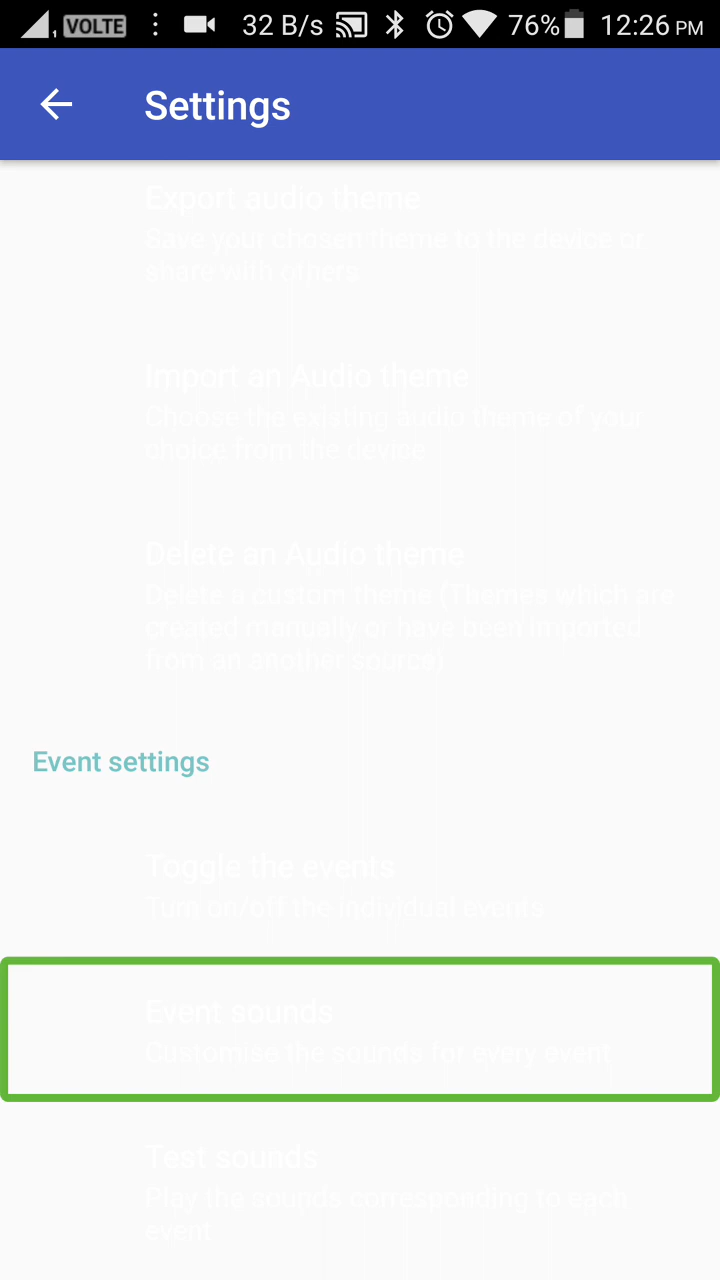 VOLTE 32 B/s 76% 12:26 PM
Settings
Export audio theme
Save your chosen theme to the device or
share with others
Import an Audio theme
Choose the existing audio theme of your
choice from the device
Delete an Audio theme
Delete a custom theme (Themes which are
created manually or have been imported
from an another source)
Event settings
Toggle the events
Turn on/off the individual events
Event sounds
Customise the sounds for every event
Test sounds
Play the sounds corresponding to each
event